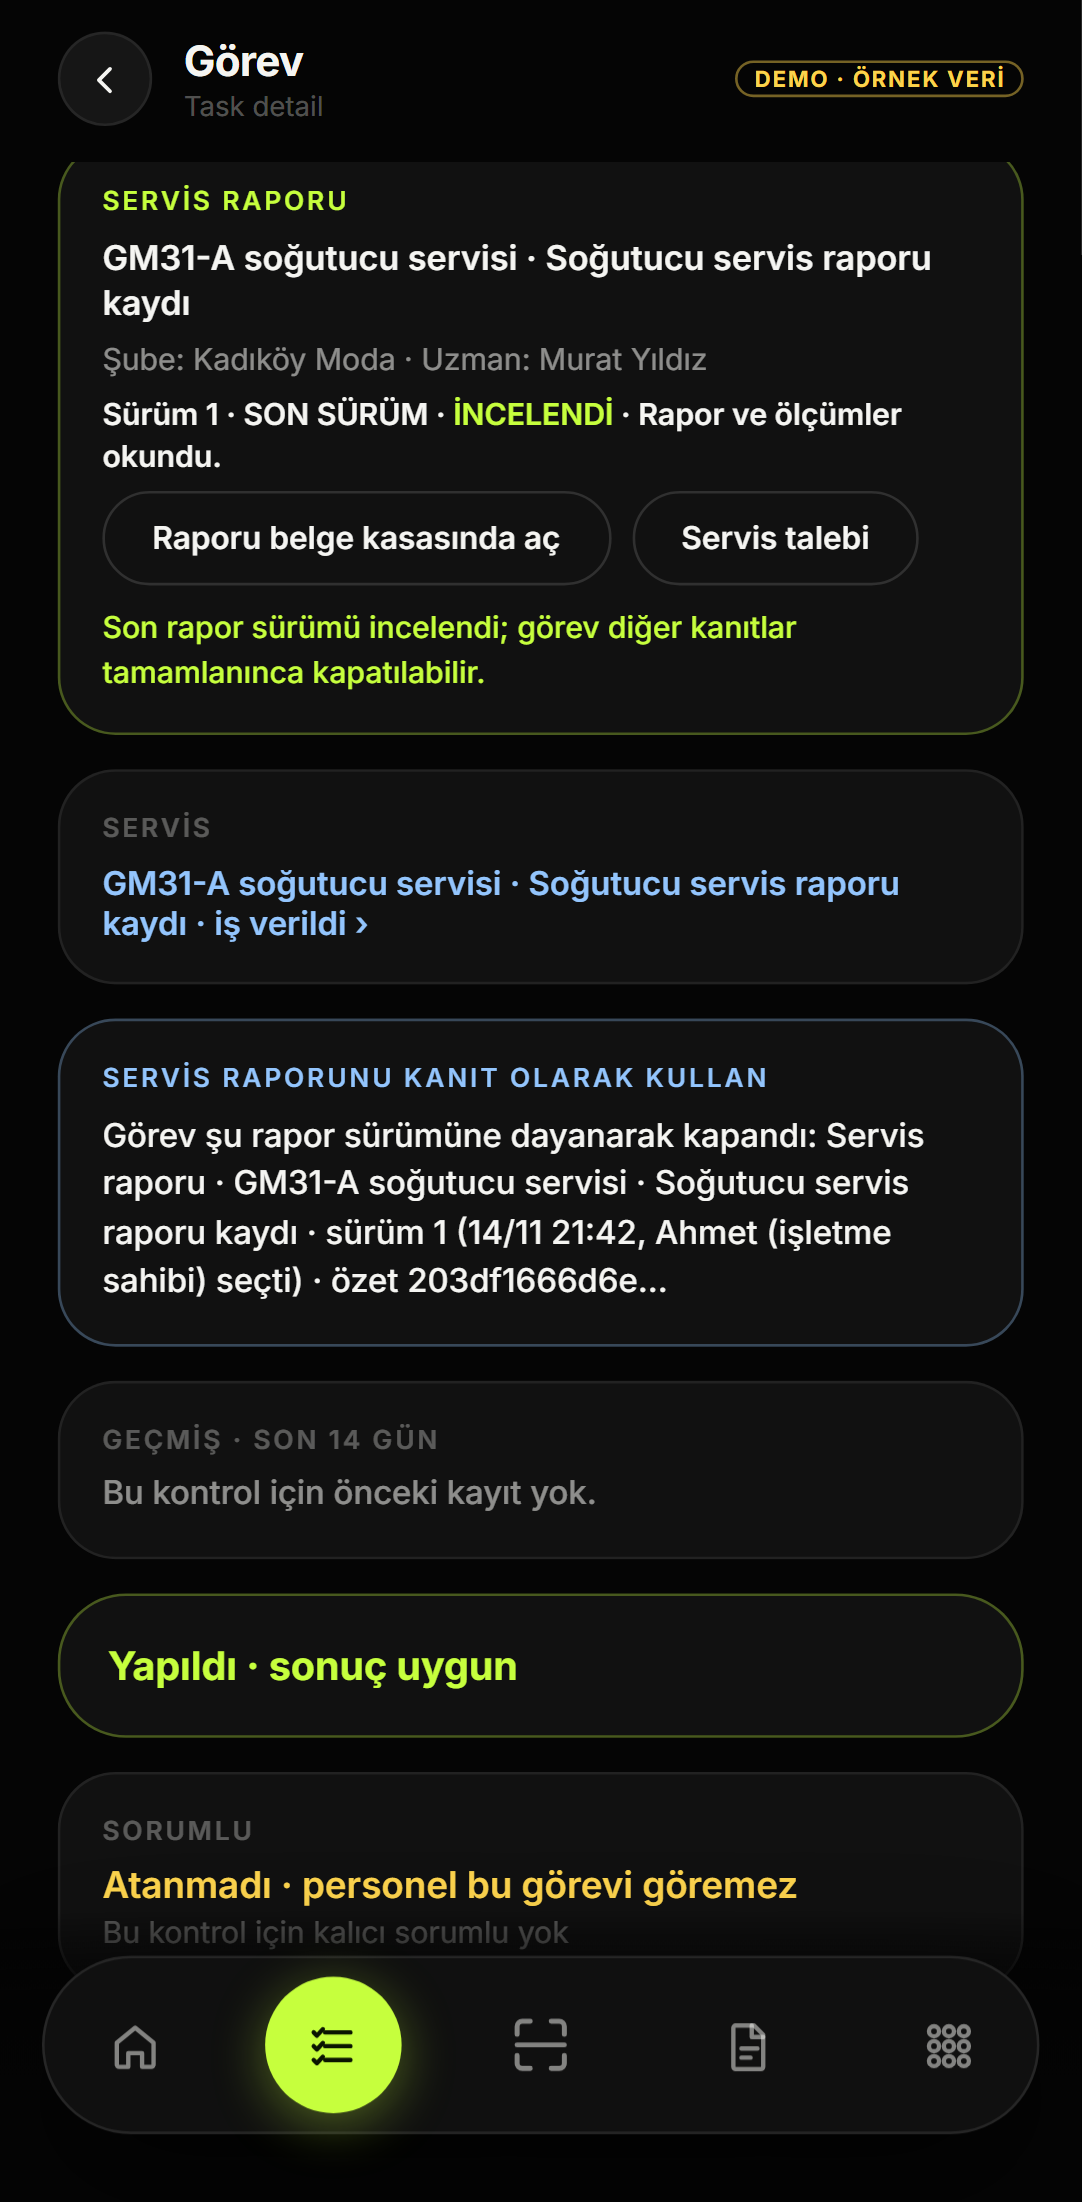 Görev
Task detail
DEMO · ÖRNEK VERİ
SERVİS RAPORU
GM31-A soğutucu servisi · Soğutucu servis raporu
kaydı
Şube: Kadıköy Moda · Uzman: Murat Yıldız
Sürüm 1 · SON SÜRÜM · İNCELENDİ · Rapor ve ölçümler
okundu.
Raporu belge kasasında aç
Servis talebi
Son rapor sürümü incelendi; görev diğer kanıtlar
tamamlanınca kapatılabilir.
SERVİS
GM31-A soğutucu servisi · Soğutucu servis raporu
kaydı · iş verildi ›
SERVİS RAPORUNU KANIT OLARAK KULLAN
Görev şu rapor sürümüne dayanarak kapandı: Servis
raporu · GM31-A soğutucu servisi · Soğutucu servis
raporu kaydı · sürüm 1 (14/11 21:42, Ahmet (işletme
sahibi) seçti) · özet 203df1666d6e…
GEÇMİŞ · SON 14 GÜN
Bu kontrol için önceki kayıt yok.
Yapıldı · sonuç uygun
SORUMLU
Atanmadı · personel bu görevi göremez
Bu kontrol için kalıcı sorumlu yok